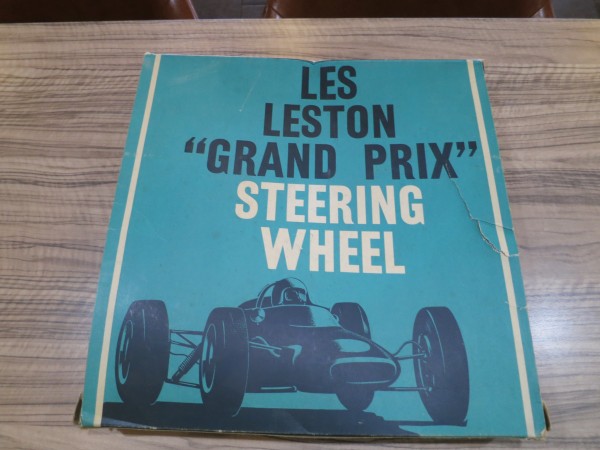 LES
LESTON
“GRAND PRIX”
STEERING
WHEEL